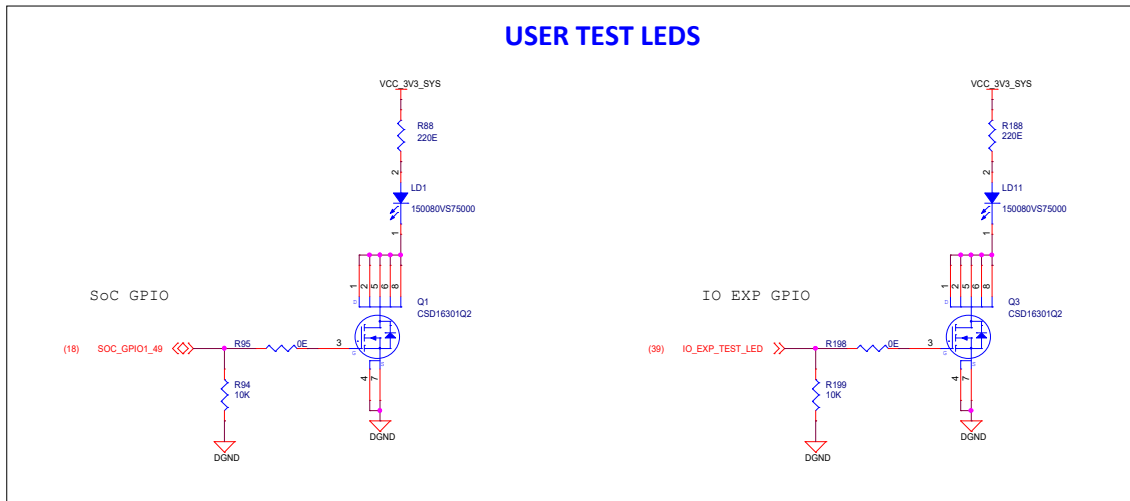 USER TEST LEDS
VCC_3V3_SYS
R88
220E
2
LD1
150080VS75000
1
1 2 5 6 8
D
Q1
CSD16301Q2
SoC GPIO
(18) SOC_GPIO1_49
R95 0E 3
G
S
R94
10K
4 7
DGND
DGND
VCC_3V3_SYS
R188
220E
2
LD11
150080VS75000
1
1 2 5 6 8
D
Q3
CSD16301Q2
IO EXP GPIO
(39) IO_EXP_TEST_LED
R198 0E 3
G
S
R199
10K
4 7
DGND
DGND